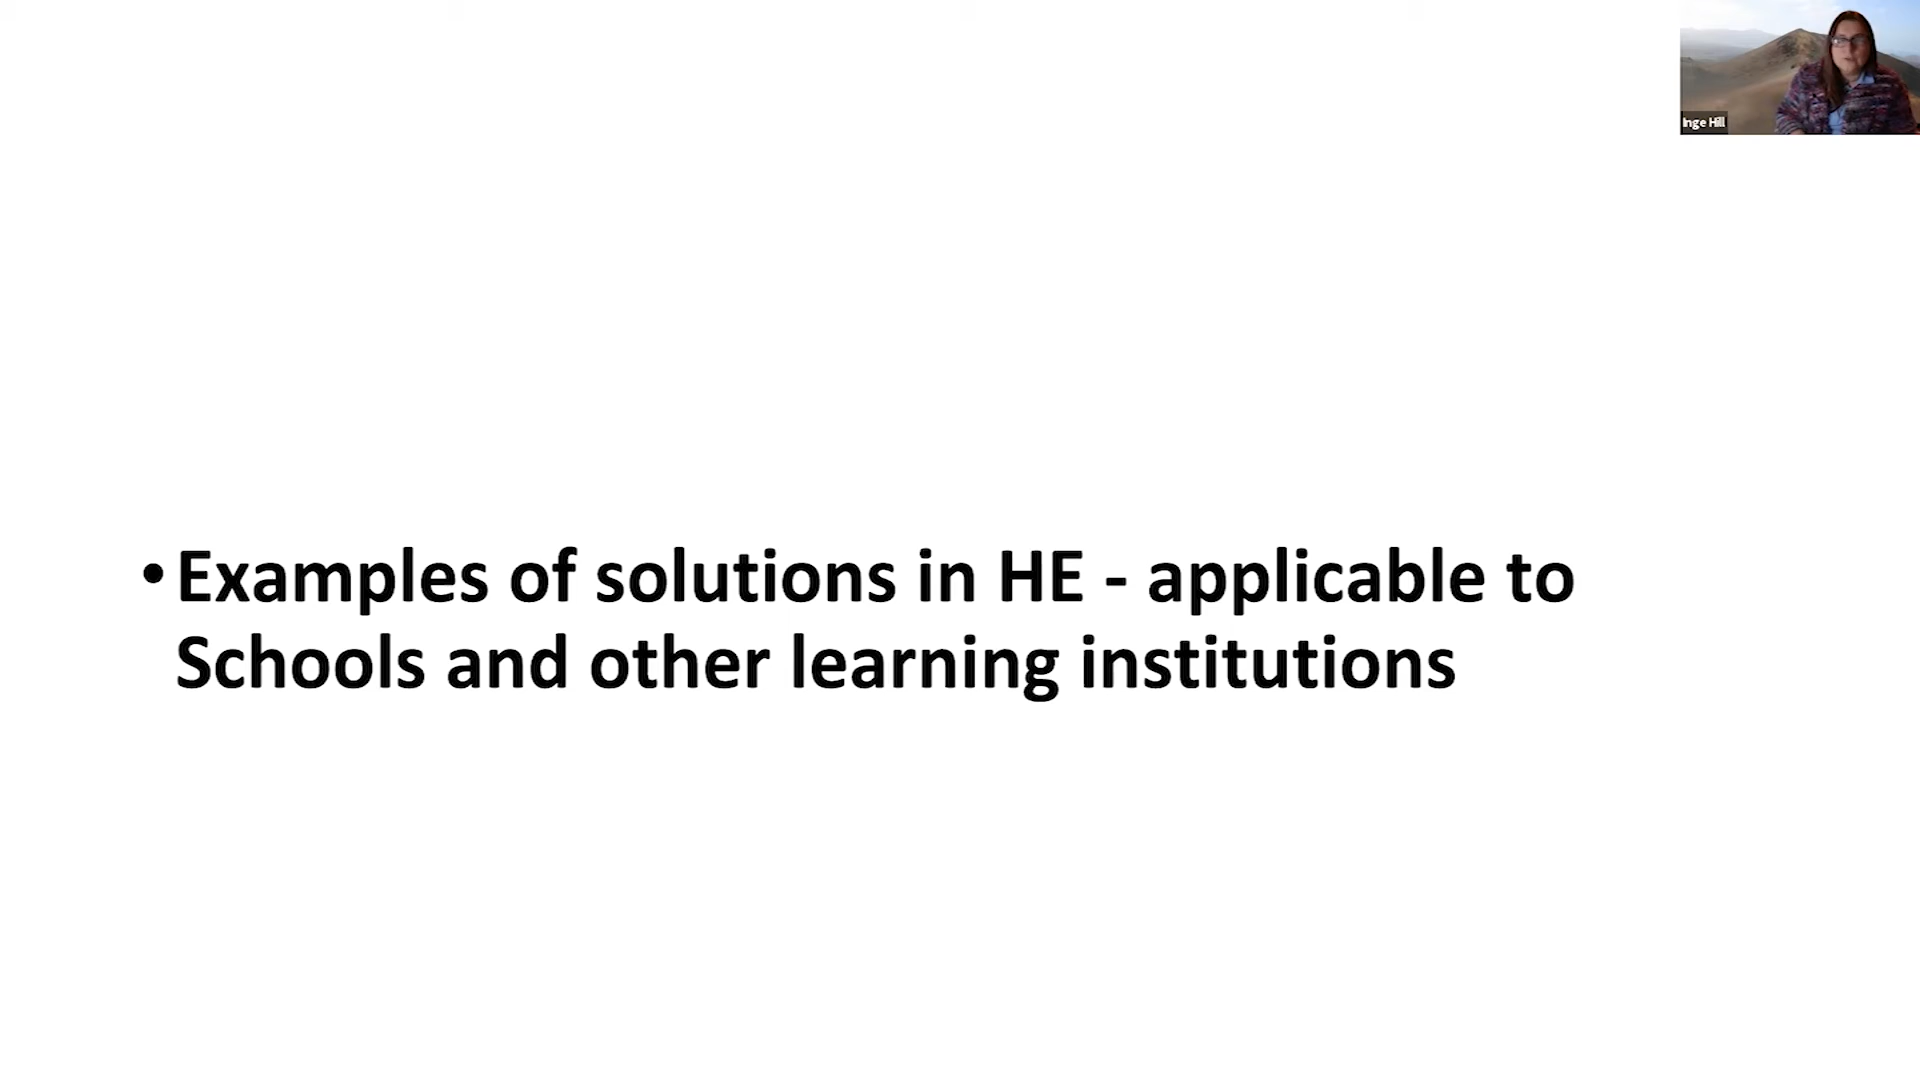 Inge Hill
• Examples of solutions in HE - applicable to
Schools and other learning institutions